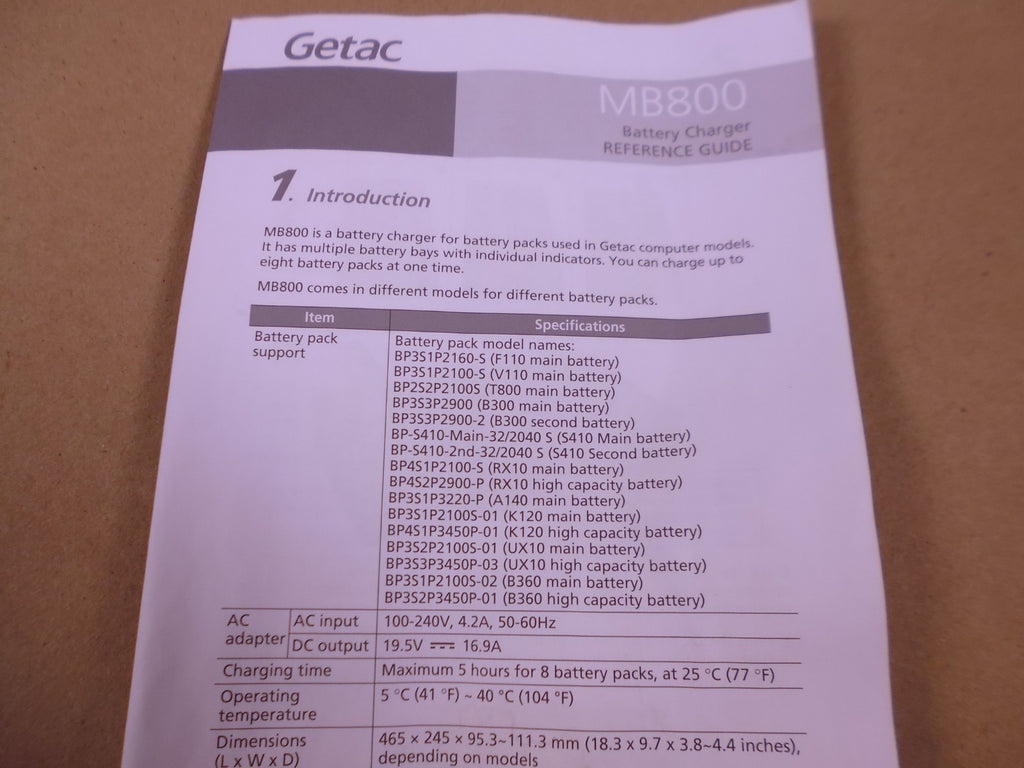 Getac
MB800
Battery Charger
REFERENCE GUIDE
1. Introduction
MB800 is a battery charger for battery packs used in Getac computer models.
It has multiple battery bays with individual indicators. You can charge up to
eight battery packs at one time.
MB800 comes in different models for different battery packs.
Item Specifications
Battery pack support Battery pack model names:
BP3S1P2160-S (F110 main battery)
BP3S1P2100-S (V110 main battery)
BP2S2P2100S (T800 main battery)
BP3S3P2900 (B300 main battery)
BP3S3P2900-2 (B300 second battery)
BP-S410-Main-32/2040 S (S410 Main battery)
BP-S410-2nd-32/2040 S (S410 Second battery)
BP4S1P2100-S (RX10 main battery)
BP4S2P2900-P (RX10 high capacity battery)
BP3S1P3220-P (A140 main battery)
BP3S1P2100S-01 (K120 main battery)
BP4S1P3450P-01 (K120 high capacity battery)
BP3S2P2100S-01 (UX10 main battery)
BP3S3P3450P-03 (UX10 high capacity battery)
BP3S1P2100S-02 (B360 main battery)
BP3S2P3450P-01 (B360 high capacity battery)
AC adapter AC input 100-240V, 4.2A, 50-60Hz
DC output 19.5V ⎓ 16.9A
Charging time Maximum 5 hours for 8 battery packs, at 25 °C (77 °F)
Operating temperature 5 °C (41 °F) ~ 40 °C (104 °F)
Dimensions (L x W x D) 465 × 245 × 95.3~111.3 mm (18.3 x 9.7 x 3.8~4.4 inches),
depending on models